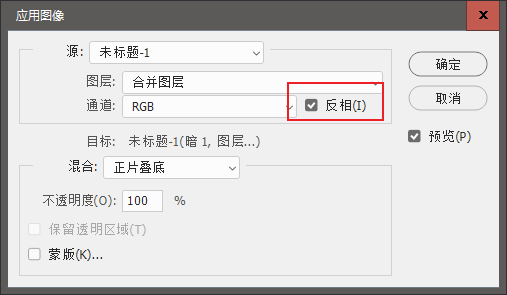 应用图像
x
源: 未标题-1
确定
图层: 合并图层
通道: RGB 反相(I)
取消
目标: 未标题-1(暗 1, 图层...)
预览(P)
混合: 正片叠底
不透明度(O): 100 %
保留透明区域(T)
蒙版(K)...